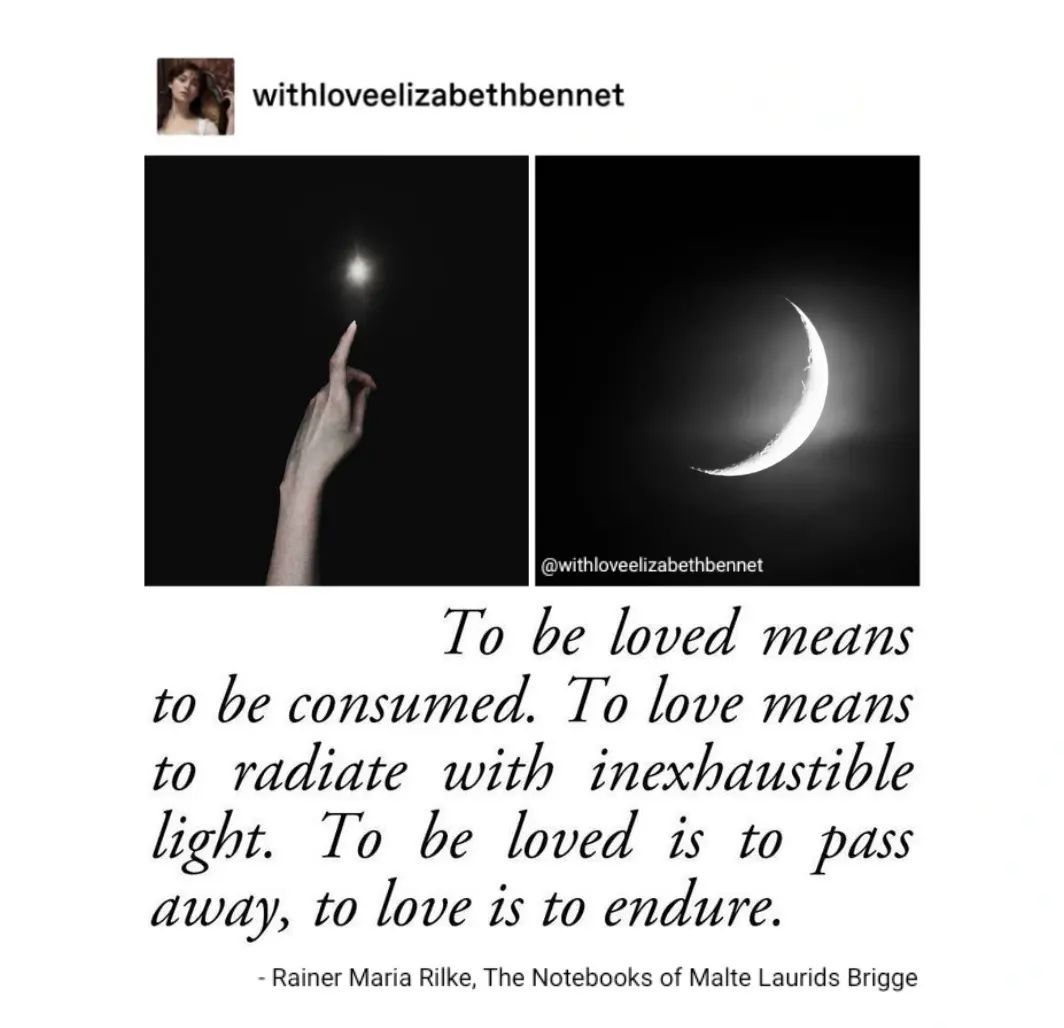 withloveelizabethbennet
@withloveelizabethbennet
To be loved means
to be consumed. To love means
to radiate with inexhaustible
light. To be loved is to pass
away, to love is to endure.
- Rainer Maria Rilke, The Notebooks of Malte Laurids Brigge